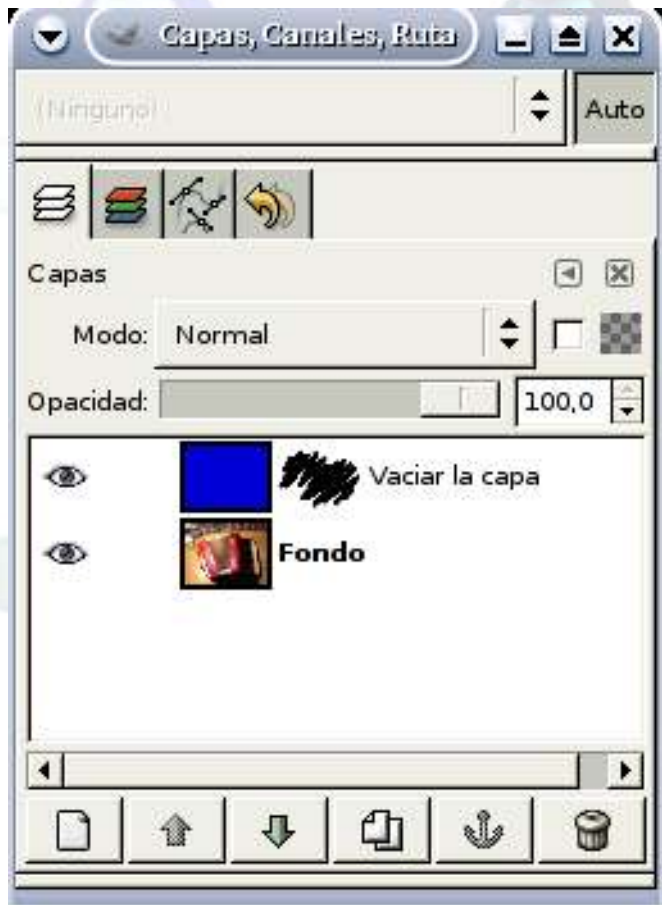 Capas, Canales, Ruta
(Ninguno)
Auto
Capas
Modo: Normal
Opacidad: 100,0
Vaciar la capa
Fondo